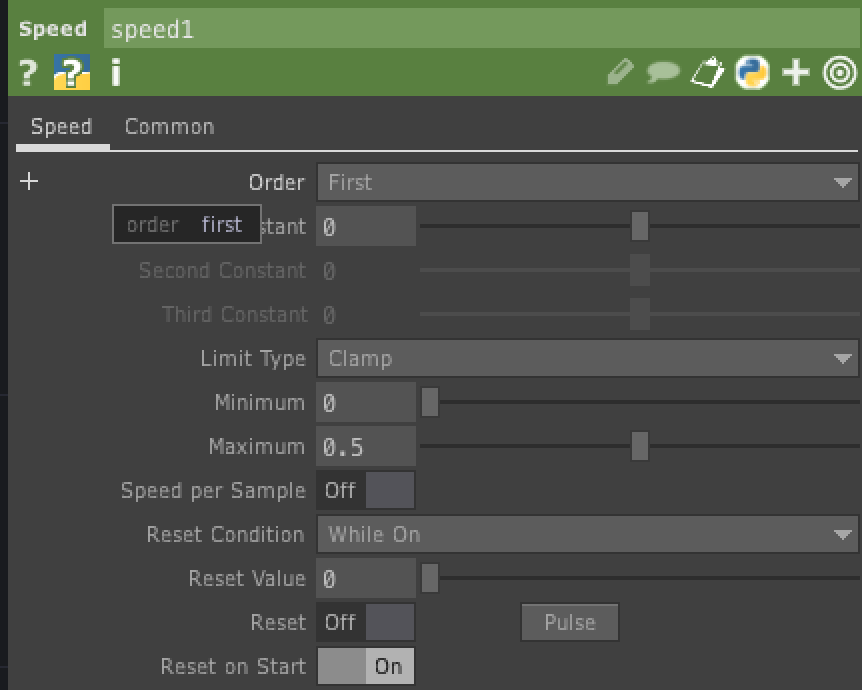 Speed speed1
? ? i
Speed Common
+ Order First
order first stant 0
Second Constant 0
Third Constant 0
Limit Type Clamp
Minimum 0
Maximum 0.5
Speed per Sample Off
Reset Condition While On
Reset Value 0
Reset Off Pulse
Reset on Start On